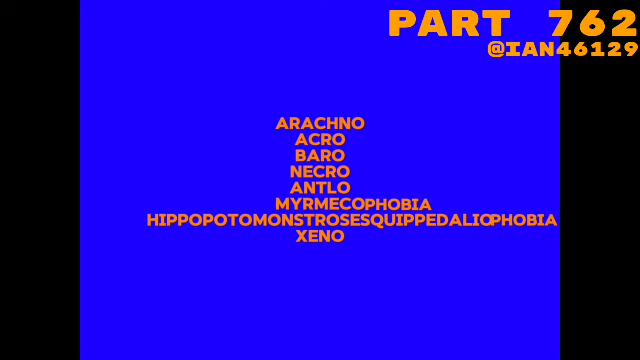 PART 762
@IAN46129
ARACHNO
ACRO
BARO
NECRO
ANTLO
MYRMECOPHOBIA
HIPPOPOTOMONSTROSESQUIPPEDALIOPHOBIA
XENO